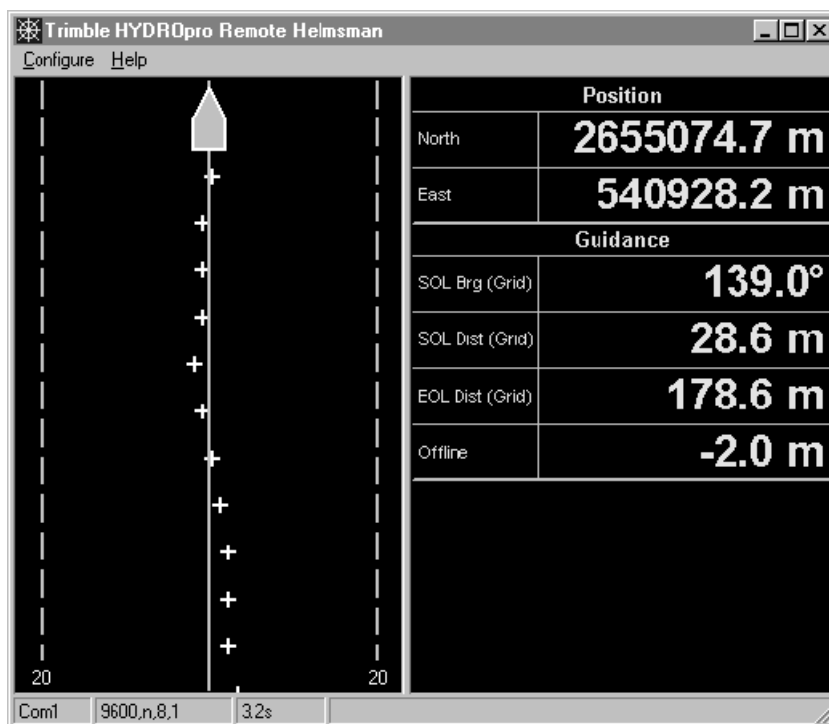 Trimble HYDROpro Remote Helmsman
Configure Help
Position
North 2655074.7 m
East 540928.2 m
Guidance
SOL Brg (Grid) 139.0°
SOL Dist (Grid) 28.6 m
EOL Dist (Grid) 178.6 m
Offline -2.0 m
20 20
Com1 9600,n,8,1 3.2s